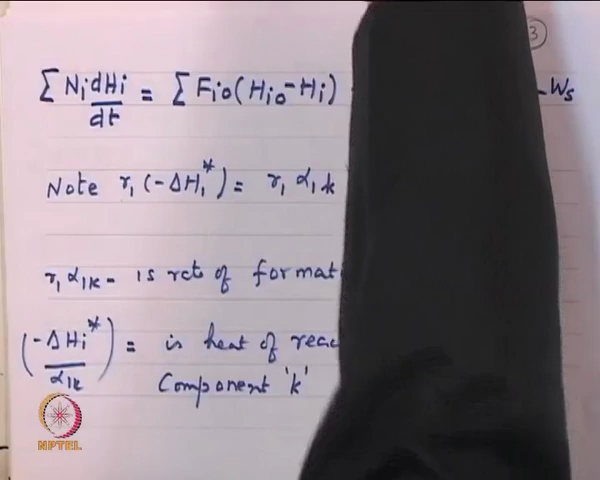 3
Σ Ni dHi/dt = Σ Fio (Hio - Hi) - Ws
Note r₁ (-ΔH₁*) = r₁ α₁k
r₁ α₁k - is rate of format
(-ΔHi*/α₁k) = is heat of reac
Component 'k'
NPTEL